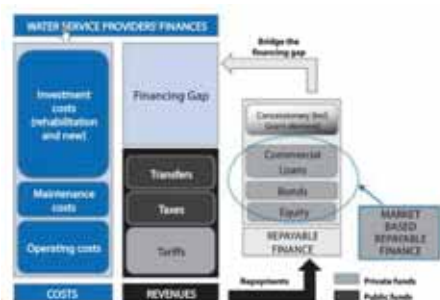 WATER SERVICE PROVIDERS' FINANCES
Investment
costs
(rehabilitation
and new)
Maintenance
costs
Operating costs
COSTS
Financing Gap
Transfers
Taxes
Tariffs
REVENUES
Bridge the
financing gap
Concessionary (incl.
Commercial
Loans
Bonds
Equity
REPAYABLE
FINANCE
Repayments
MARKET
BASED
REPAYABLE
FINANCE
Private funds
Public funds